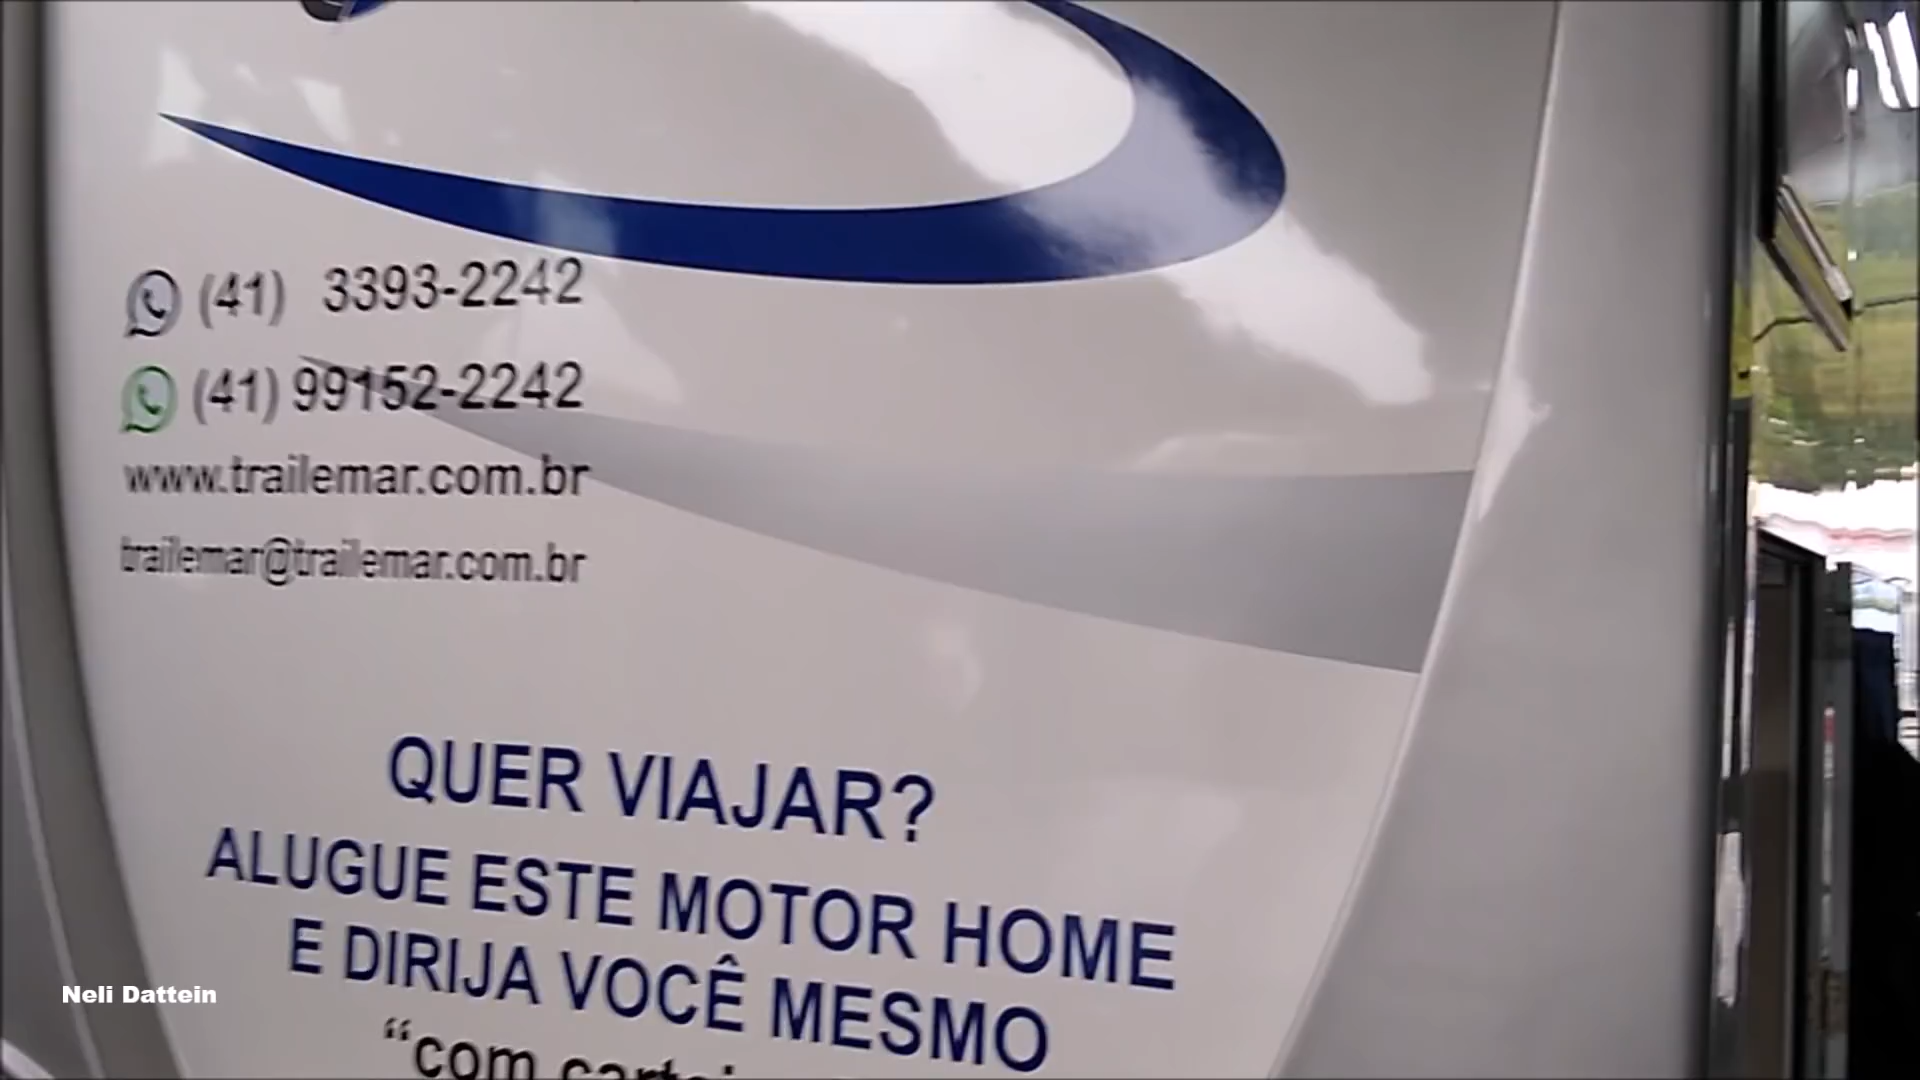 (41) 3393-2242
(41) 99152-2242
www.trailemar.com.br
trailemar@trailemar.com.br
QUER VIAJAR?
ALUGUE ESTE MOTOR HOME
E DIRIJA VOCÊ MESMO
“com
Neli Dattein